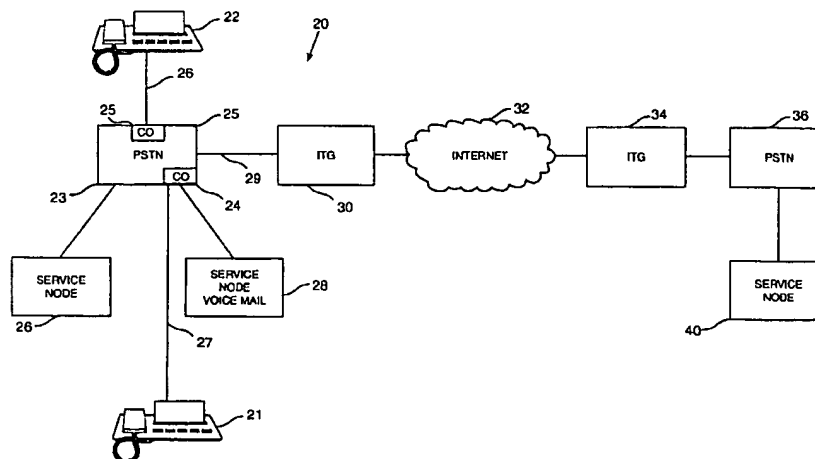 22
20
26
25
CO
25
PSTN
CO
23
24
29
ITG
30
32
INTERNET
34
ITG
36
PSTN
SERVICE
NODE
26
SERVICE
NODE
VOICE MAIL
28
27
SERVICE
NODE
40
21